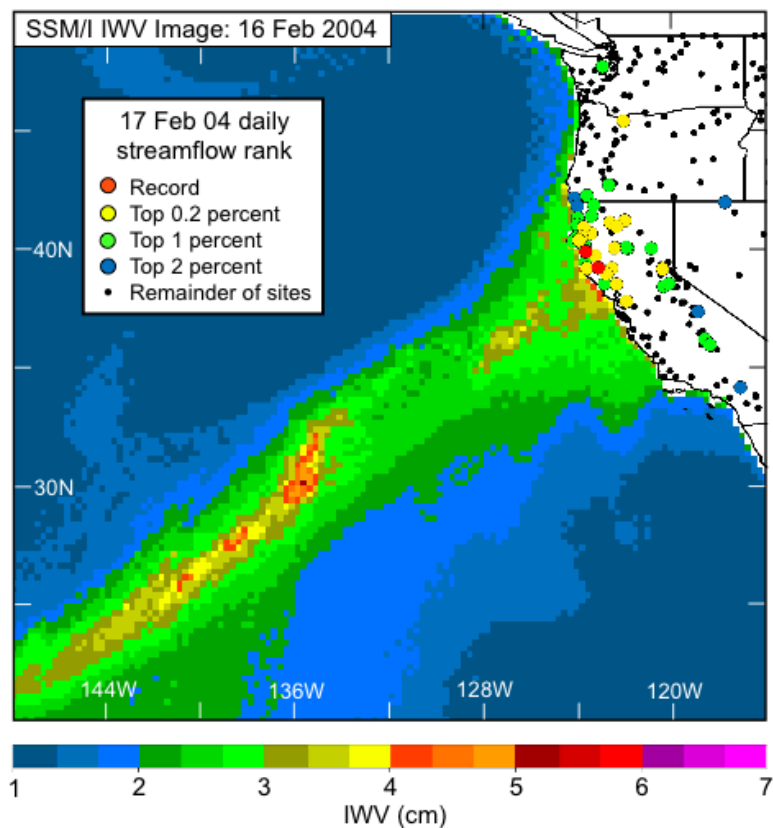 SSM/I IWV Image: 16 Feb 2004
17 Feb 04 daily
streamflow rank
Record
Top 0.2 percent
Top 1 percent
Top 2 percent
Remainder of sites
40N
30N
144W 136W 128W 120W
1 2 3 4 5 6 7
IWV (cm)